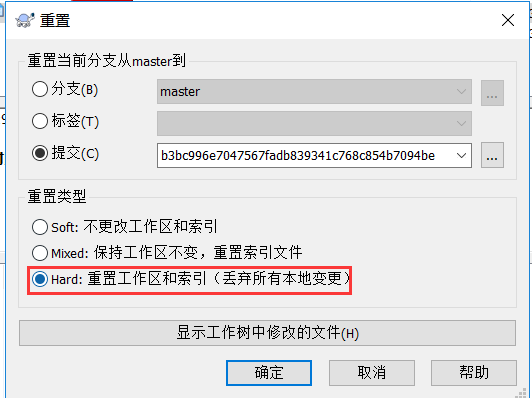 重置
重置当前分支从master到
分支(B)
master
...
标签(T)
提交(C)
b3bc996e7047567fadb839341c768c854b7094be
...
重置类型
Soft: 不更改工作区和索引
Mixed: 保持工作区不变，重置索引文件
Hard: 重置工作区和索引（丢弃所有本地变更）
显示工作树中修改的文件(H)
确定
取消
帮助